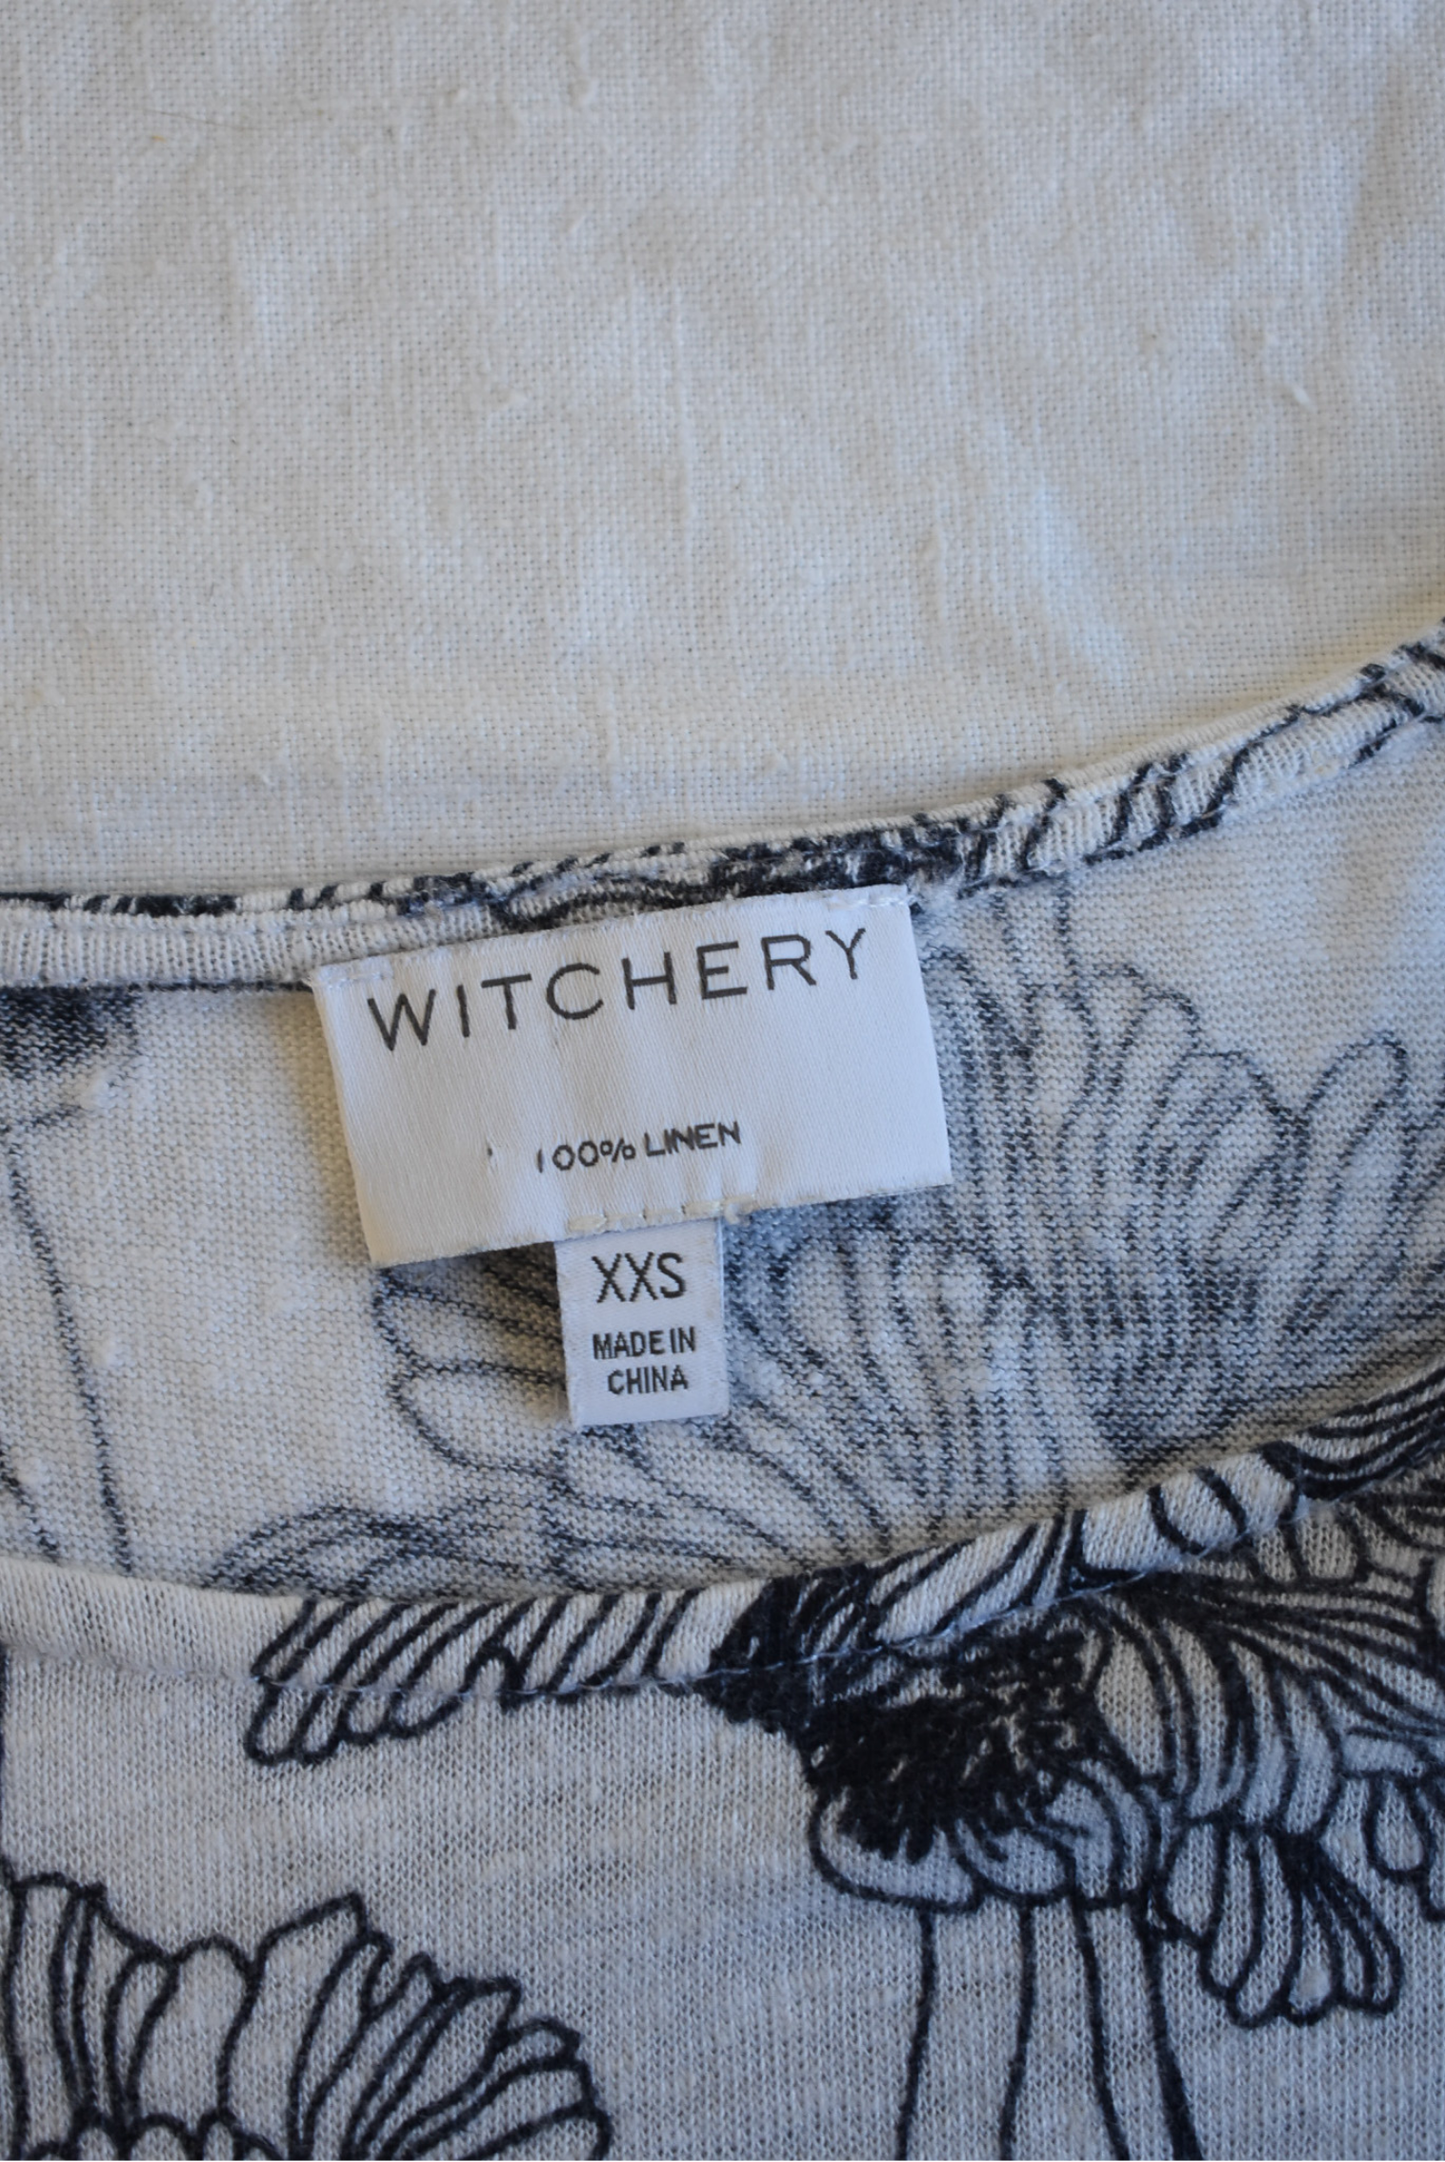 WITCHERY
100% LINEN
XXS
MADE IN
CHINA